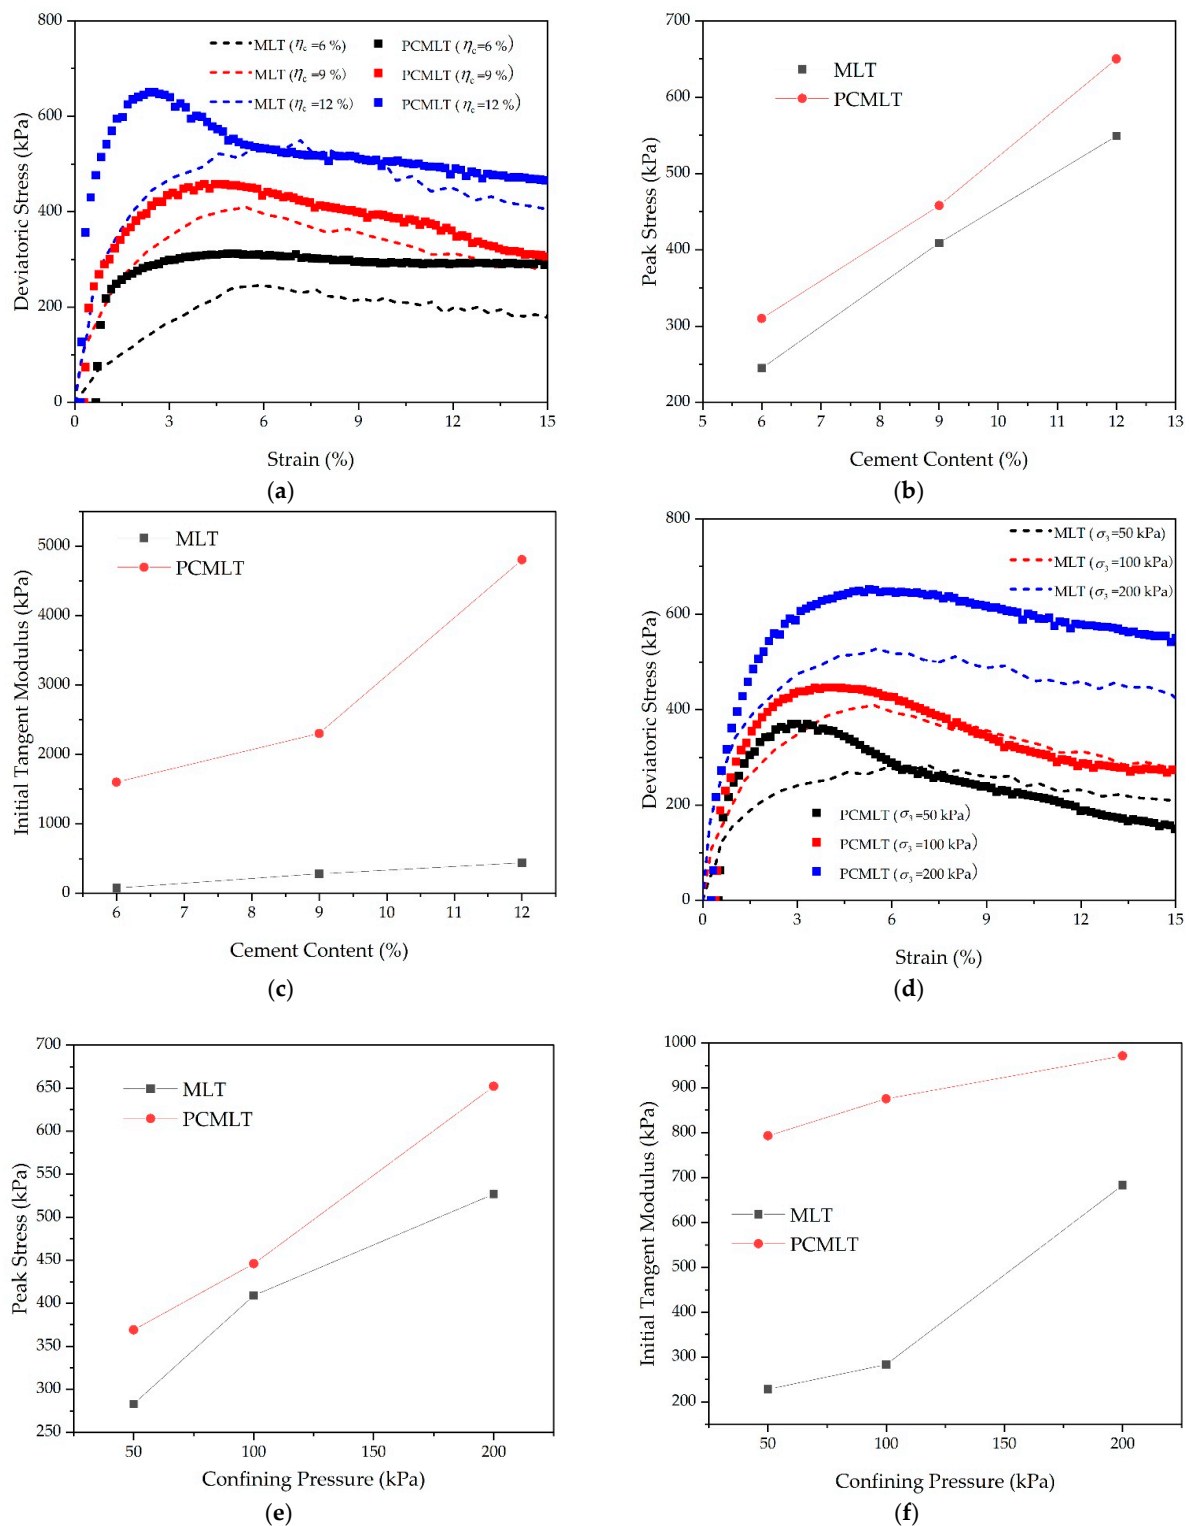 800
600
400
200
0
Deviatoric Stress (kPa)
MLT (η_c=6 %)
PCMLT (η_c=6 %)
MLT (η_c=9 %)
PCMLT (η_c=9 %)
MLT (η_c=12 %)
PCMLT (η_c=12 %)
0 3 6 9 12 15
Strain (%)
(a)
700
600
500
400
300
200
Peak Stress (kPa)
MLT
PCMLT
5 6 7 8 9 10 11 12 13
Cement Content (%)
(b)
5000
4000
3000
2000
1000
0
Initial Tangent Modulus (kPa)
MLT
PCMLT
6 7 8 9 10 11 12
Cement Content (%)
(c)
800
600
400
200
0
Deviatoric Stress (kPa)
MLT (σ₃=50 kPa)
MLT (σ₃=100 kPa)
MLT (σ₃=200 kPa)
PCMLT (σ₃=50 kPa)
PCMLT (σ₃=100 kPa)
PCMLT (σ₃=200 kPa)
0 3 6 9 12 15
Strain (%)
(d)
700
650
600
550
500
450
400
350
300
250
Peak Stress (kPa)
MLT
PCMLT
50 100 150 200
Confining Pressure (kPa)
(e)
1000
900
800
700
600
500
400
300
200
Initial Tangent Modulus (kPa)
MLT
PCMLT
50 100 150 200
Confining Pressure (kPa)
(f)